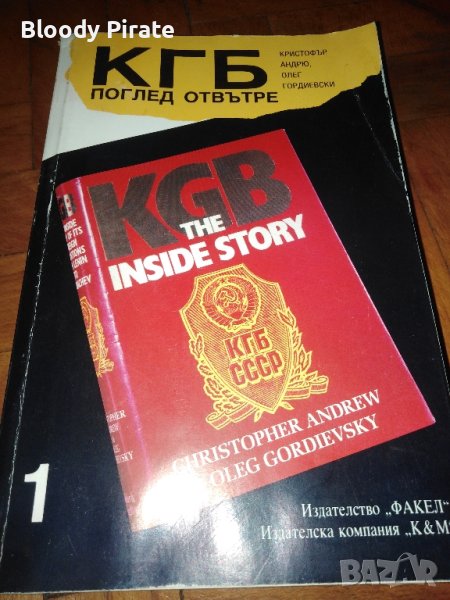 Bloody Pirate
КГБ
ПОГЛЕД ОТВЪТРЕ
КРИСТОФЪР
АНДРЮ,
ОЛЕГ
ГОРДИЕВСКИ
KGB
THE
INSIDE STORY
КГБ
СССР
CHRISTOPHER ANDREW
OLEG GORDIEVSKY
1
Издателство „ФАКЕЛ“
Издателска компания „К&М
BAZAR